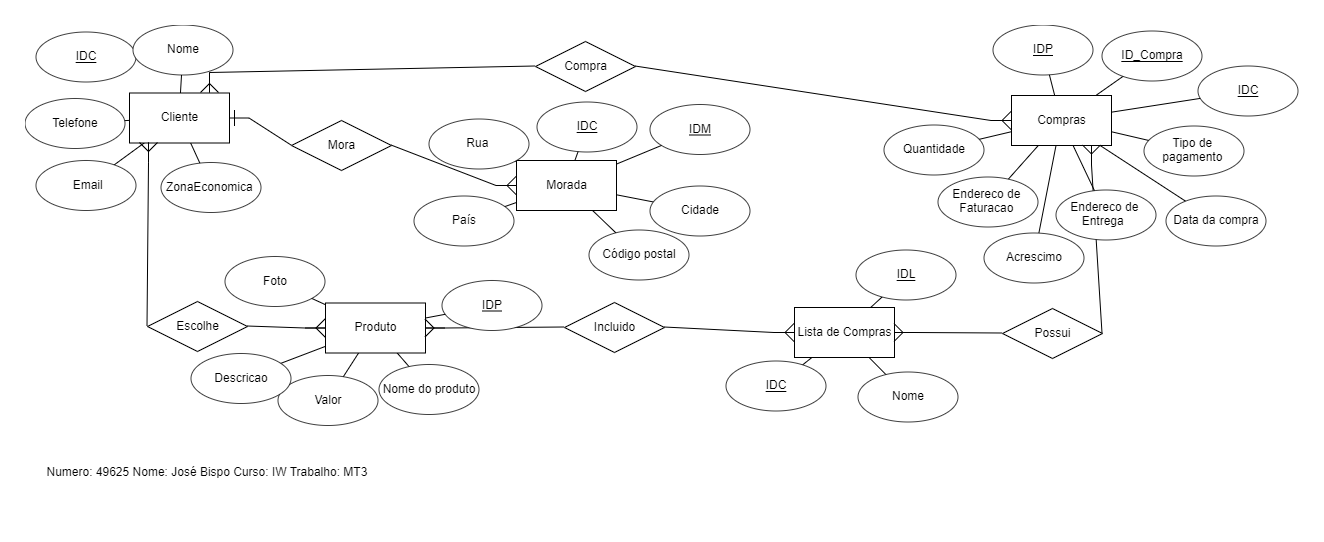 IDC
Nome
Telefone
Cliente
Email
ZonaEconomica
Compra
Mora
Rua
IDC
IDM
Morada
País
Cidade
Código postal
IDP
ID_Compra
IDC
Compras
Quantidade
Tipo de
pagamento
Endereco de
Faturacao
Endereco de
Entrega
Data da compra
Acrescimo
Foto
IDP
Escolhe
Produto
Descricao
Valor
Nome do produto
Incluido
IDL
Lista de Compras
Possui
IDC
Nome
Numero: 49625 Nome: José Bispo Curso: IW Trabalho: MT3